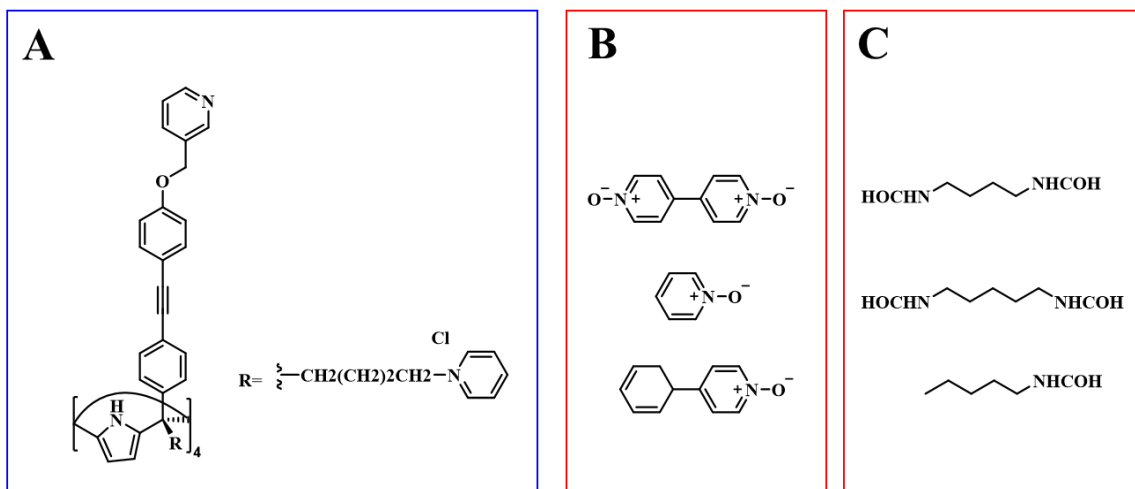 A
N
O
Cl
R= CH2(CH2)2CH2-N+
H
N
R
4
B
−O-N+ N+-O−
N+-O−
N+-O−
C
HOCHN NHCOH
HOCHN NHCOH
NHCOH